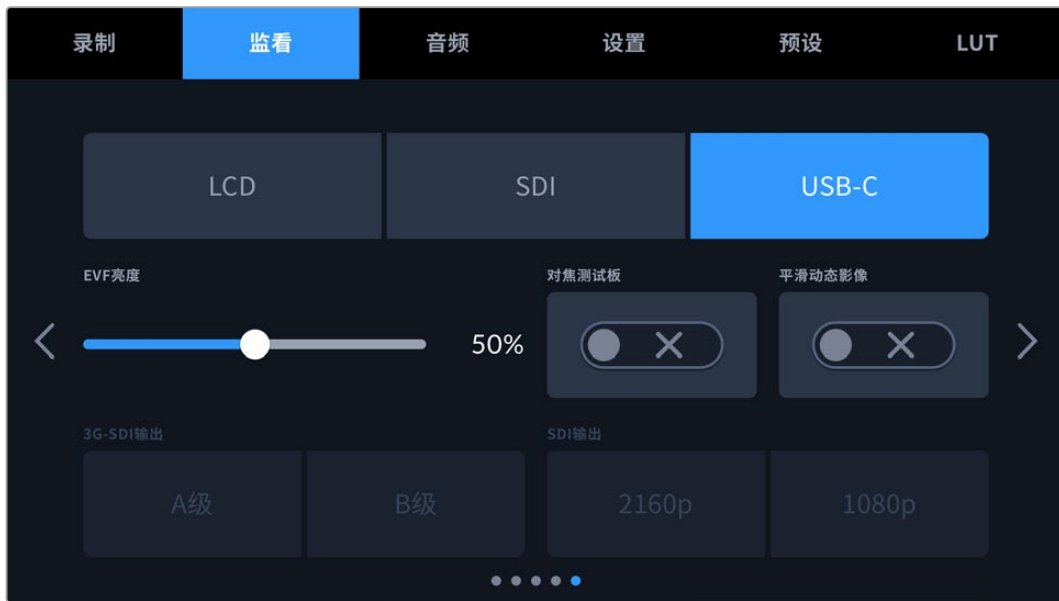 录制 监看 音频 设置 预设 LUT
LCD SDI USB-C
EVF亮度 对焦测试板 平滑动态影像
50%
3G-SDI输出 SDI输出
A级 B级 2160p 1080p